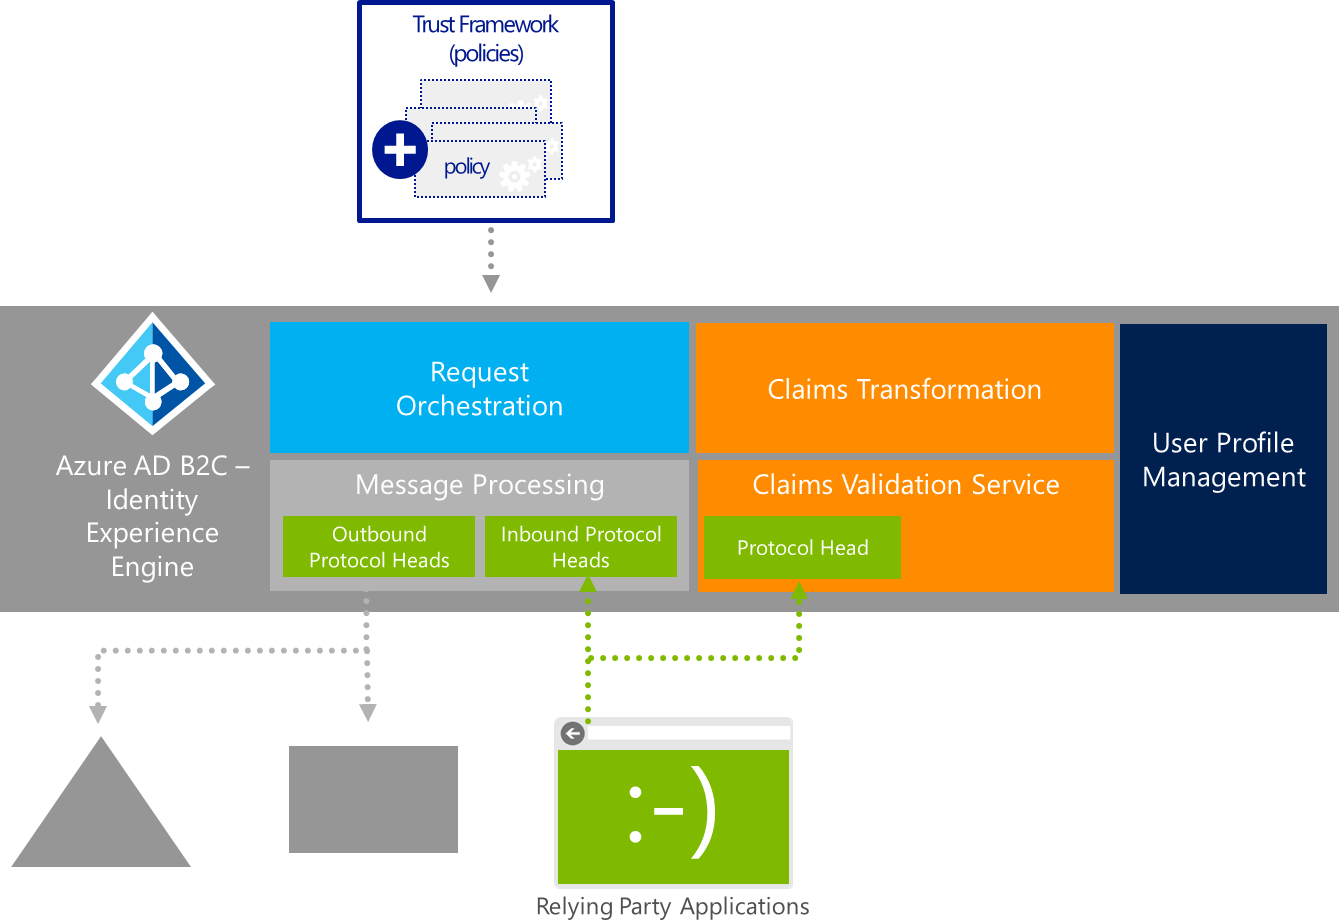 Trust Framework
(policies)
policy
Azure AD B2C –
Identity
Experience
Engine
Request
Orchestration
Claims Transformation
User Profile
Management
Message Processing
Outbound
Protocol Heads
Inbound Protocol
Heads
Claims Validation Service
Protocol Head
:-)
Relying Party Applications